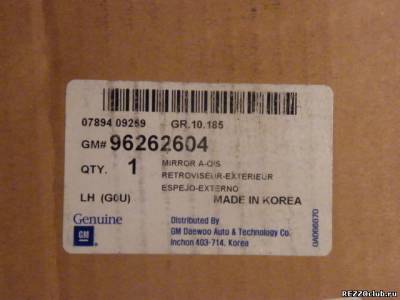 07894 09259 GR.10.185
GM# 96262604
QTY. 1 MIRROR A-O/S
RETROVISEUR-EXTERIEUR
ESPEJO-EXTERNO
LH (G0U) MADE IN KOREA
Genuine
GM
Distributed By
GM Daewoo Auto & Technology Co.
Inchon 403-714, Korea
REZZOclub.ru